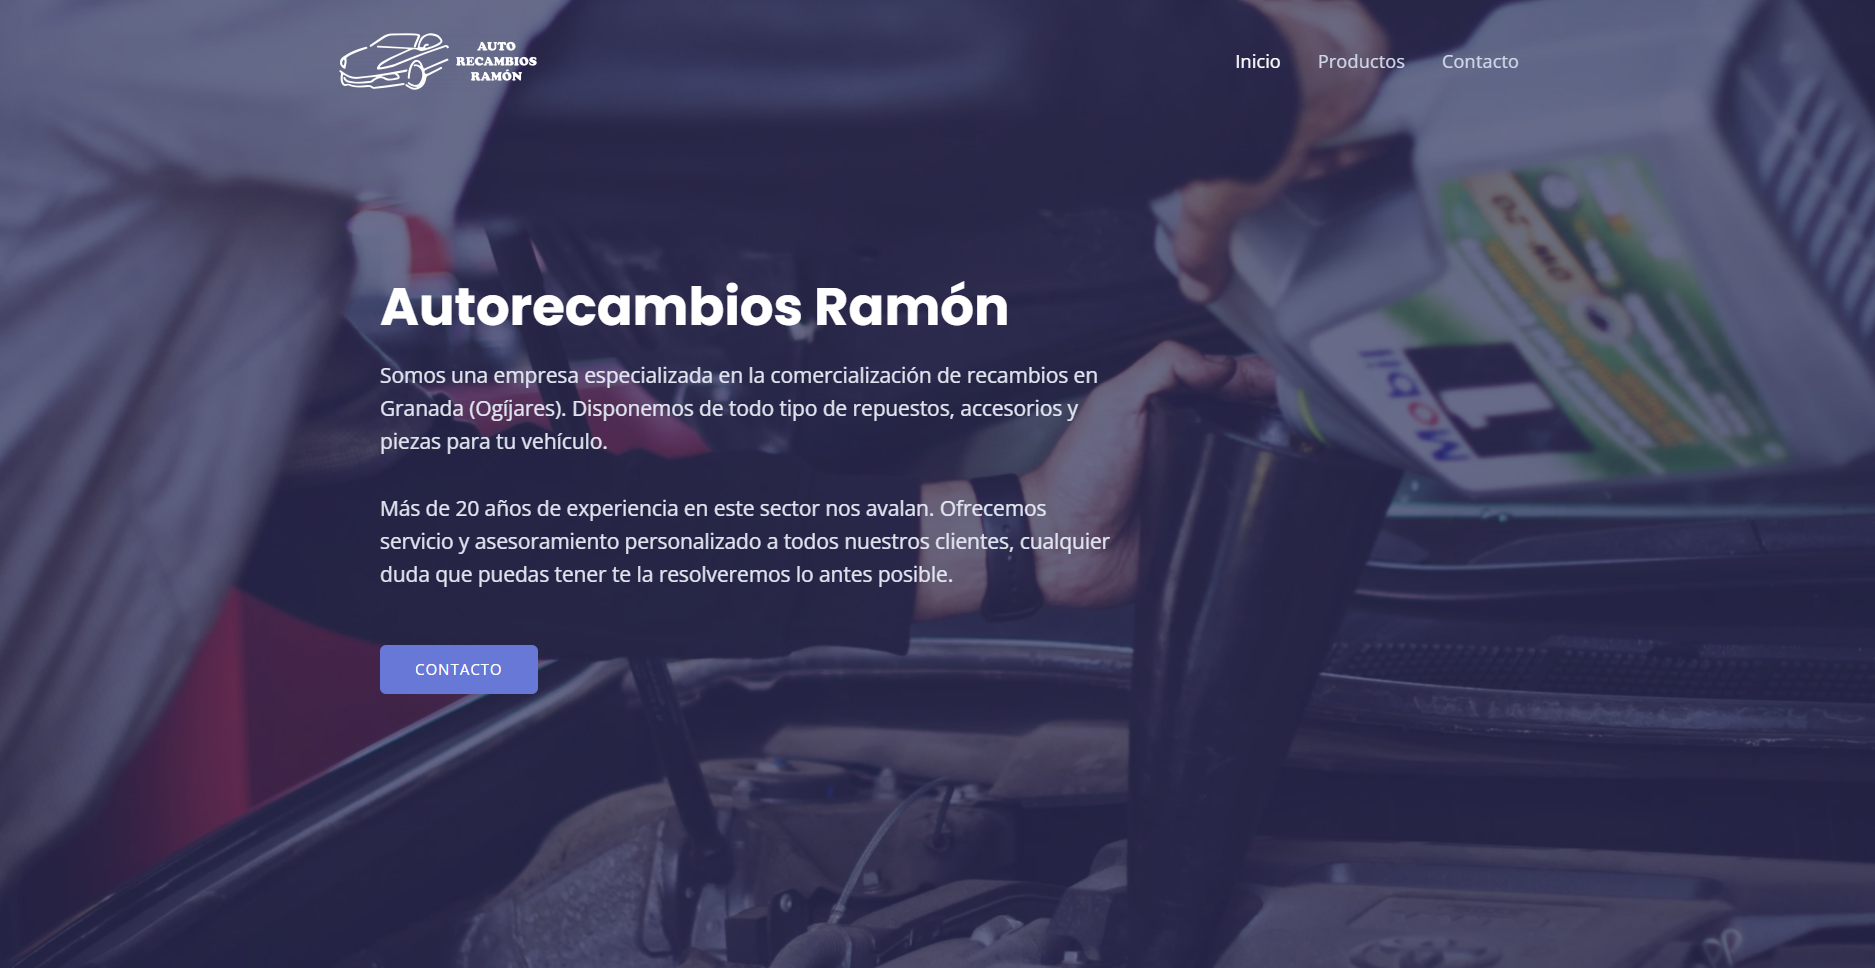 AUTO
RECAMBIOS
RAMÓN
Inicio
Productos
Contacto
Autorecambios Ramón
Somos una empresa especializada en la comercialización de recambios en
Granada (Ogíjares). Disponemos de todo tipo de repuestos, accesorios y
piezas para tu vehículo.
Más de 20 años de experiencia en este sector nos avalan. Ofrecemos
servicio y asesoramiento personalizado a todos nuestros clientes, cualquier
duda que puedas tener te la resolveremos lo antes posible.
CONTACTO
0W-20
Mobil
1